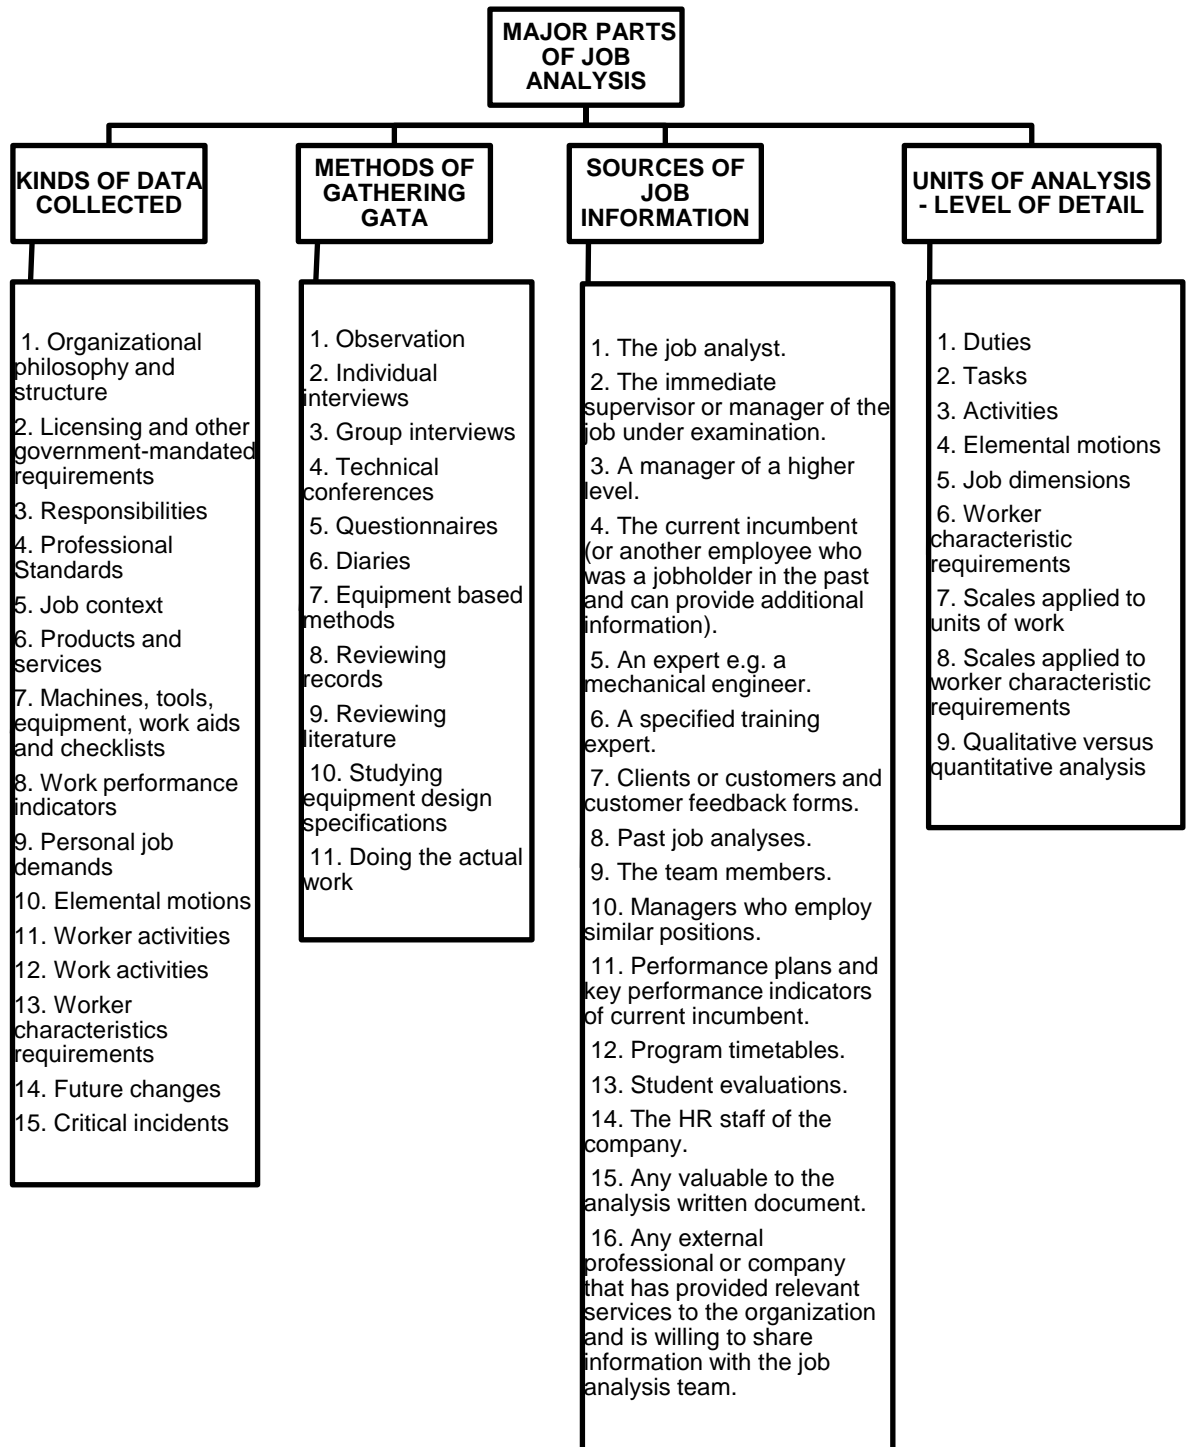 MAJOR PARTS
OF JOB
ANALYSIS
KINDS OF DATA
COLLECTED
METHODS OF
GATHERING
GATA
SOURCES OF
JOB
INFORMATION
UNITS OF ANALYSIS
- LEVEL OF DETAIL
1. Organizational
philosophy and
structure
2. Licensing and other
government-mandated
requirements
3. Responsibilities
4. Professional
Standards
5. Job context
6. Products and
services
7. Machines, tools,
equipment, work aids
and checklists
8. Work performance
indicators
9. Personal job
demands
10. Elemental motions
11. Worker activities
12. Work activities
13. Worker
characteristics
requirements
14. Future changes
15. Critical incidents
1. Observation
2. Individual
interviews
3. Group interviews
4. Technical
conferences
5. Questionnaires
6. Diaries
7. Equipment based
methods
8. Reviewing
records
9. Reviewing
literature
10. Studying
equipment design
specifications
11. Doing the actual
work
1. The job analyst.
2. The immediate
supervisor or manager of the
job under examination.
3. A manager of a higher
level.
4. The current incumbent
(or another employee who
was a jobholder in the past
and can provide additional
information).
5. An expert e.g. a
mechanical engineer.
6. A specified training
expert.
7. Clients or customers and
customer feedback forms.
8. Past job analyses.
9. The team members.
10. Managers who employ
similar positions.
11. Performance plans and
key performance indicators
of current incumbent.
12. Program timetables.
13. Student evaluations.
14. The HR staff of the
company.
15. Any valuable to the
analysis written document.
16. Any external
professional or company
that has provided relevant
services to the organization
and is willing to share
information with the job
analysis team.
1. Duties
2. Tasks
3. Activities
4. Elemental motions
5. Job dimensions
6. Worker
characteristic
requirements
7. Scales applied to
units of work
8. Scales applied to
worker characteristic
requirements
9. Qualitative versus
quantitative analysis